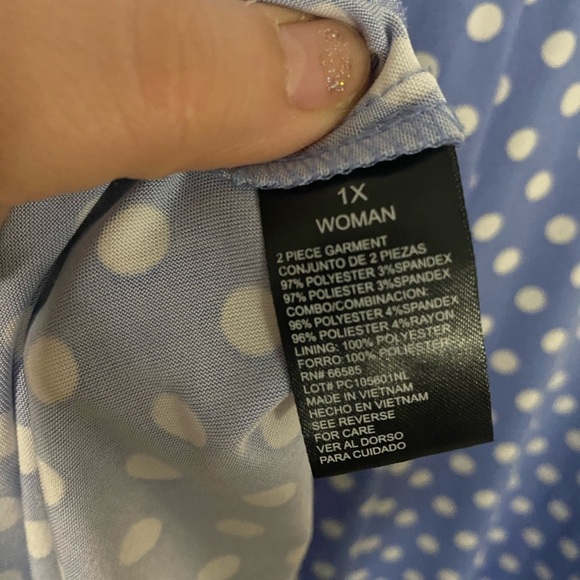 1X
WOMAN
2 PIECE GARMENT
CONJUNTO DE 2 PIEZAS
97% POLYESTER 3%SPANDEX
97% POLIESTER 3%SPANDEX
COMBO/COMBINACION:
96% POLYESTER 4%SPANDEX
96% POLIESTER 4%RAYON
LINING: 100% POLYESTER
FORRO: 100% POLIESTER
RN# 66585
LOT# PC105601NL
MADE IN VIETNAM
HECHO EN VIETNAM
SEE REVERSE
FOR CARE
VER AL DORSO
PARA CUIDADO